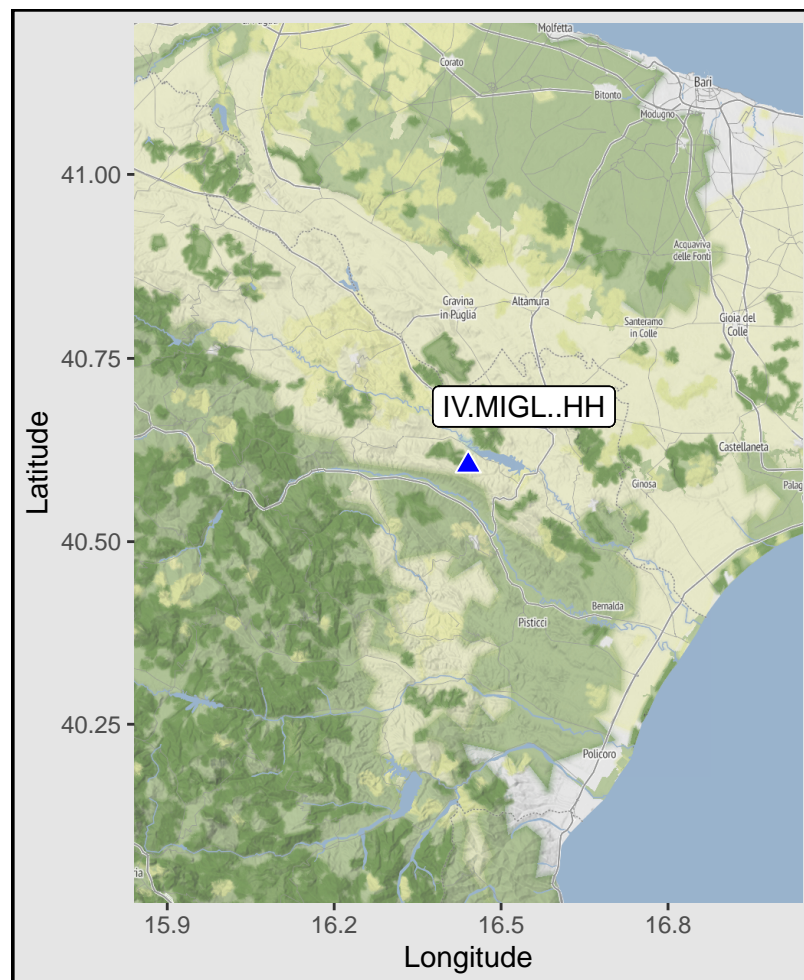 Molfetta
Corato
Bari
Bitonto
Modugno
41.00
Acquaviva
delle Fonti
Gravina
in Puglia
Altamura
Santeramo
in Colle
Gioia del
Colle
40.75
IV.MIGL..HH
Castellaneta
Ginosa
Palag
Latitude
40.50
Bernalda
Pisticci
40.25
Policoro
ia
15.9
16.2
16.5
16.8
Longitude